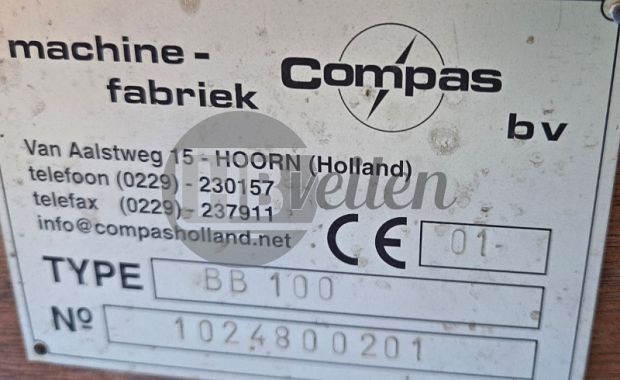 machine-
fabriek
Compas
bv
Van Aalstweg 15 - HOORN (Holland)
telefoon (0229) - 230157
telefax (0229) - 237911
info@compasholland.net
CE 01-
TYPE BB 100
Nº 1024800201
vellen